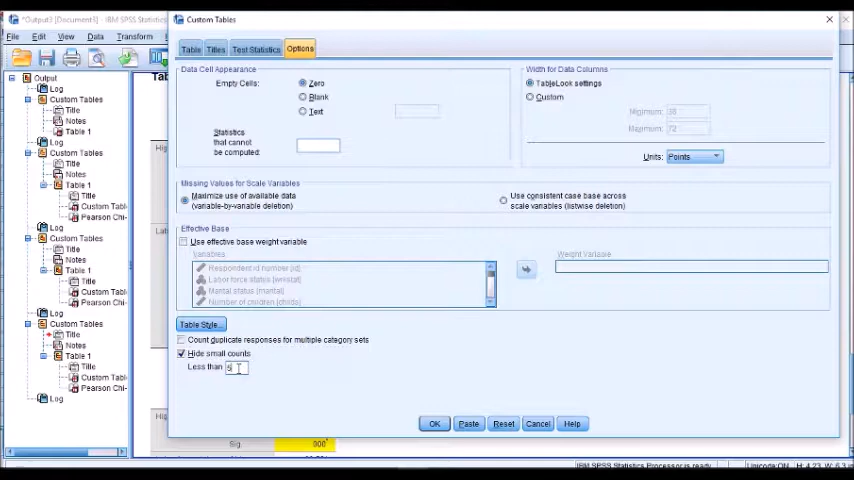 *Output3 [Document3] - IBM SPSS Statistics
Custom Tables
File Edit View Data Transform
Table Titles Test Statistics Options
Output
Log
Custom Tables
Title
Notes
Table 1
Log
Custom Tables
Title
Notes
Table 1
Title
Custom Table
Pearson Chi-
Log
Custom Tables
Title
Notes
Table 1
Custom Table
Pearson Chi-
Log
Custom Tables
Title
Notes
Table 1
Title
Custom Tabl
Pearson Chi-
Log
Data Cell Appearance
Empty Cells:
Zero
Blank
Text
Statistics
that cannot
be computed:
Width for Data Columns
TableLook settings
Custom
Minimum: 36
Maximum: 72
Units: Points
Missing Values for Scale Variables
Maximize use of available data
(variable-by-variable deletion)
Use consistent case base across
scale variables (listwise deletion)
Effective Base
Use effective base weight variable
Variables
Weight Variable
Respondent id number [id]
Labor force status [wrkstat]
Marital status [marital]
Number of children [childs]
Table Style...
Count duplicate responses for multiple category sets
Hide small counts
Less than 5
OK Paste Reset Cancel Help
Sig.
IBM SPSS Statistics Processor is ready
Unicode:ON